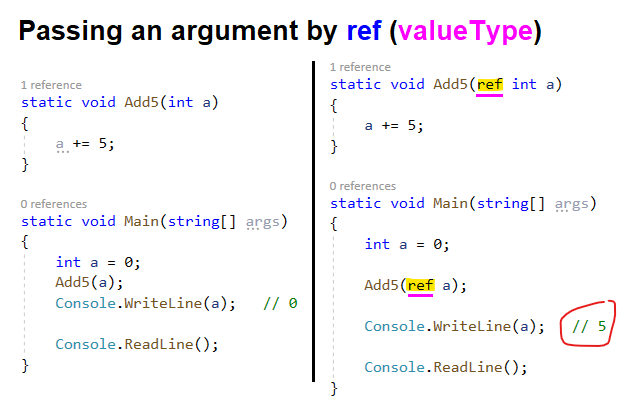 Passing an argument by ref (valueType)
1 reference
static void Add5(int a)
{
a += 5;
}
0 references
static void Main(string[] args)
{
int a = 0;
Add5(a);
Console.WriteLine(a);   // 0
Console.ReadLine();
}
1 reference
static void Add5(ref int a)
{
a += 5;
}
0 references
static void Main(string[] args)
{
int a = 0;
Add5(ref a);
Console.WriteLine(a);   // 5
Console.ReadLine();
}